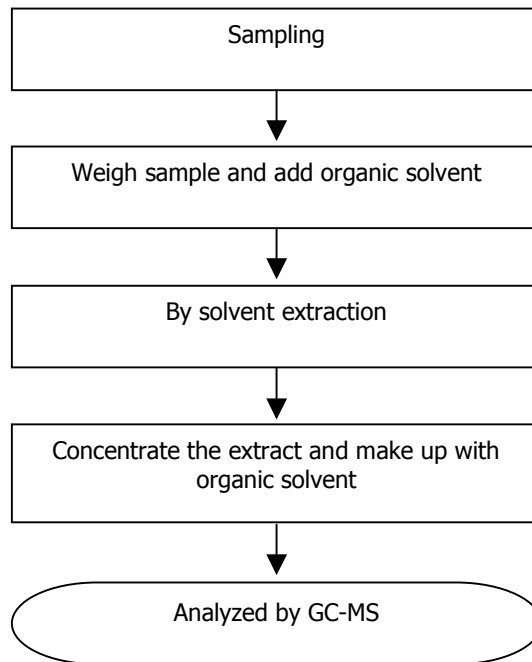 Sampling
Weigh sample and add organic solvent
By solvent extraction
Concentrate the extract and make up with
organic solvent
Analyzed by GC-MS